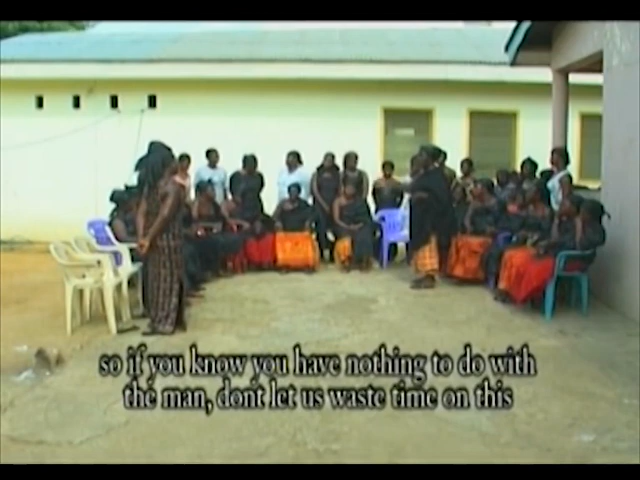 so if you know you have nothing to do with
the man, dont let us waste time on this